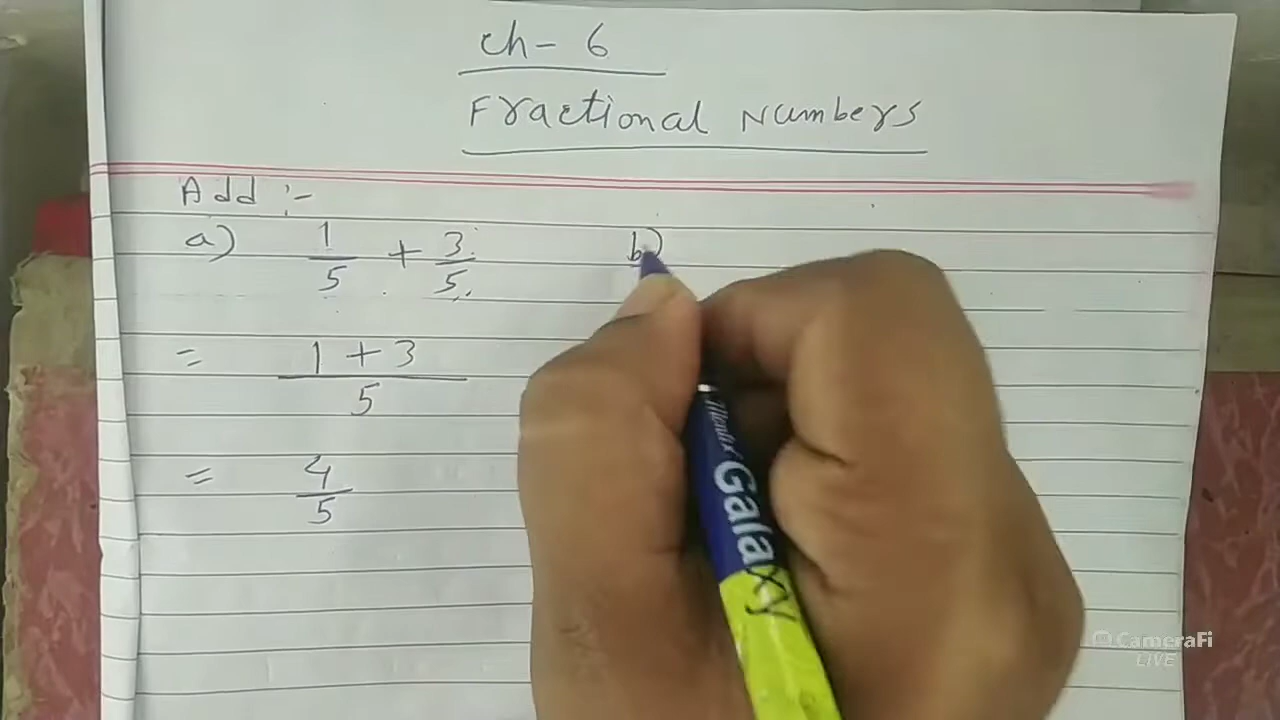 Ch - 6
Fractional Numbers
Add :-
a) 1/5 + 3/5
b)
= 1 + 3 / 5
= 4/5
Galaxy
CameraFi
LIVE